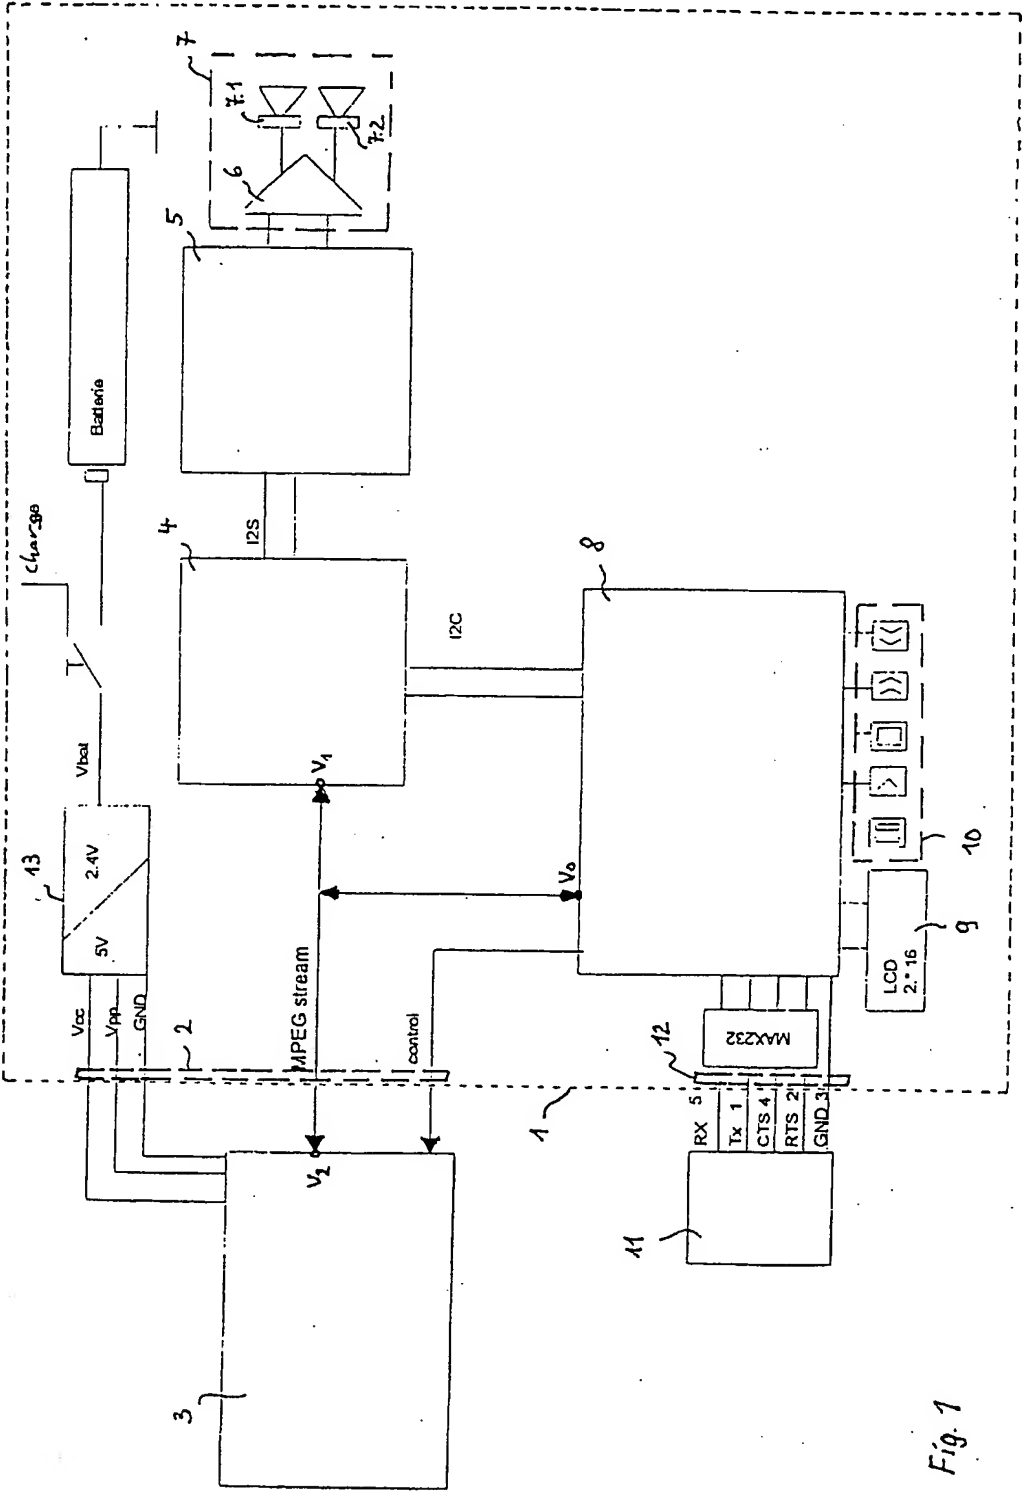 3
V2
Vcc
Vpp
GND
2
MPEG stream
control
13
5V
2.4V
Vbat
Charge
Batterie
V1
4
I2S
5
6
7
7.1
7.2
I2C
V0
8
1
11
RX 5
Tx 1
CTS 4
RTS 2
GND 3
12
MAX232
LCD
2.*16
9
10
Fig. 1